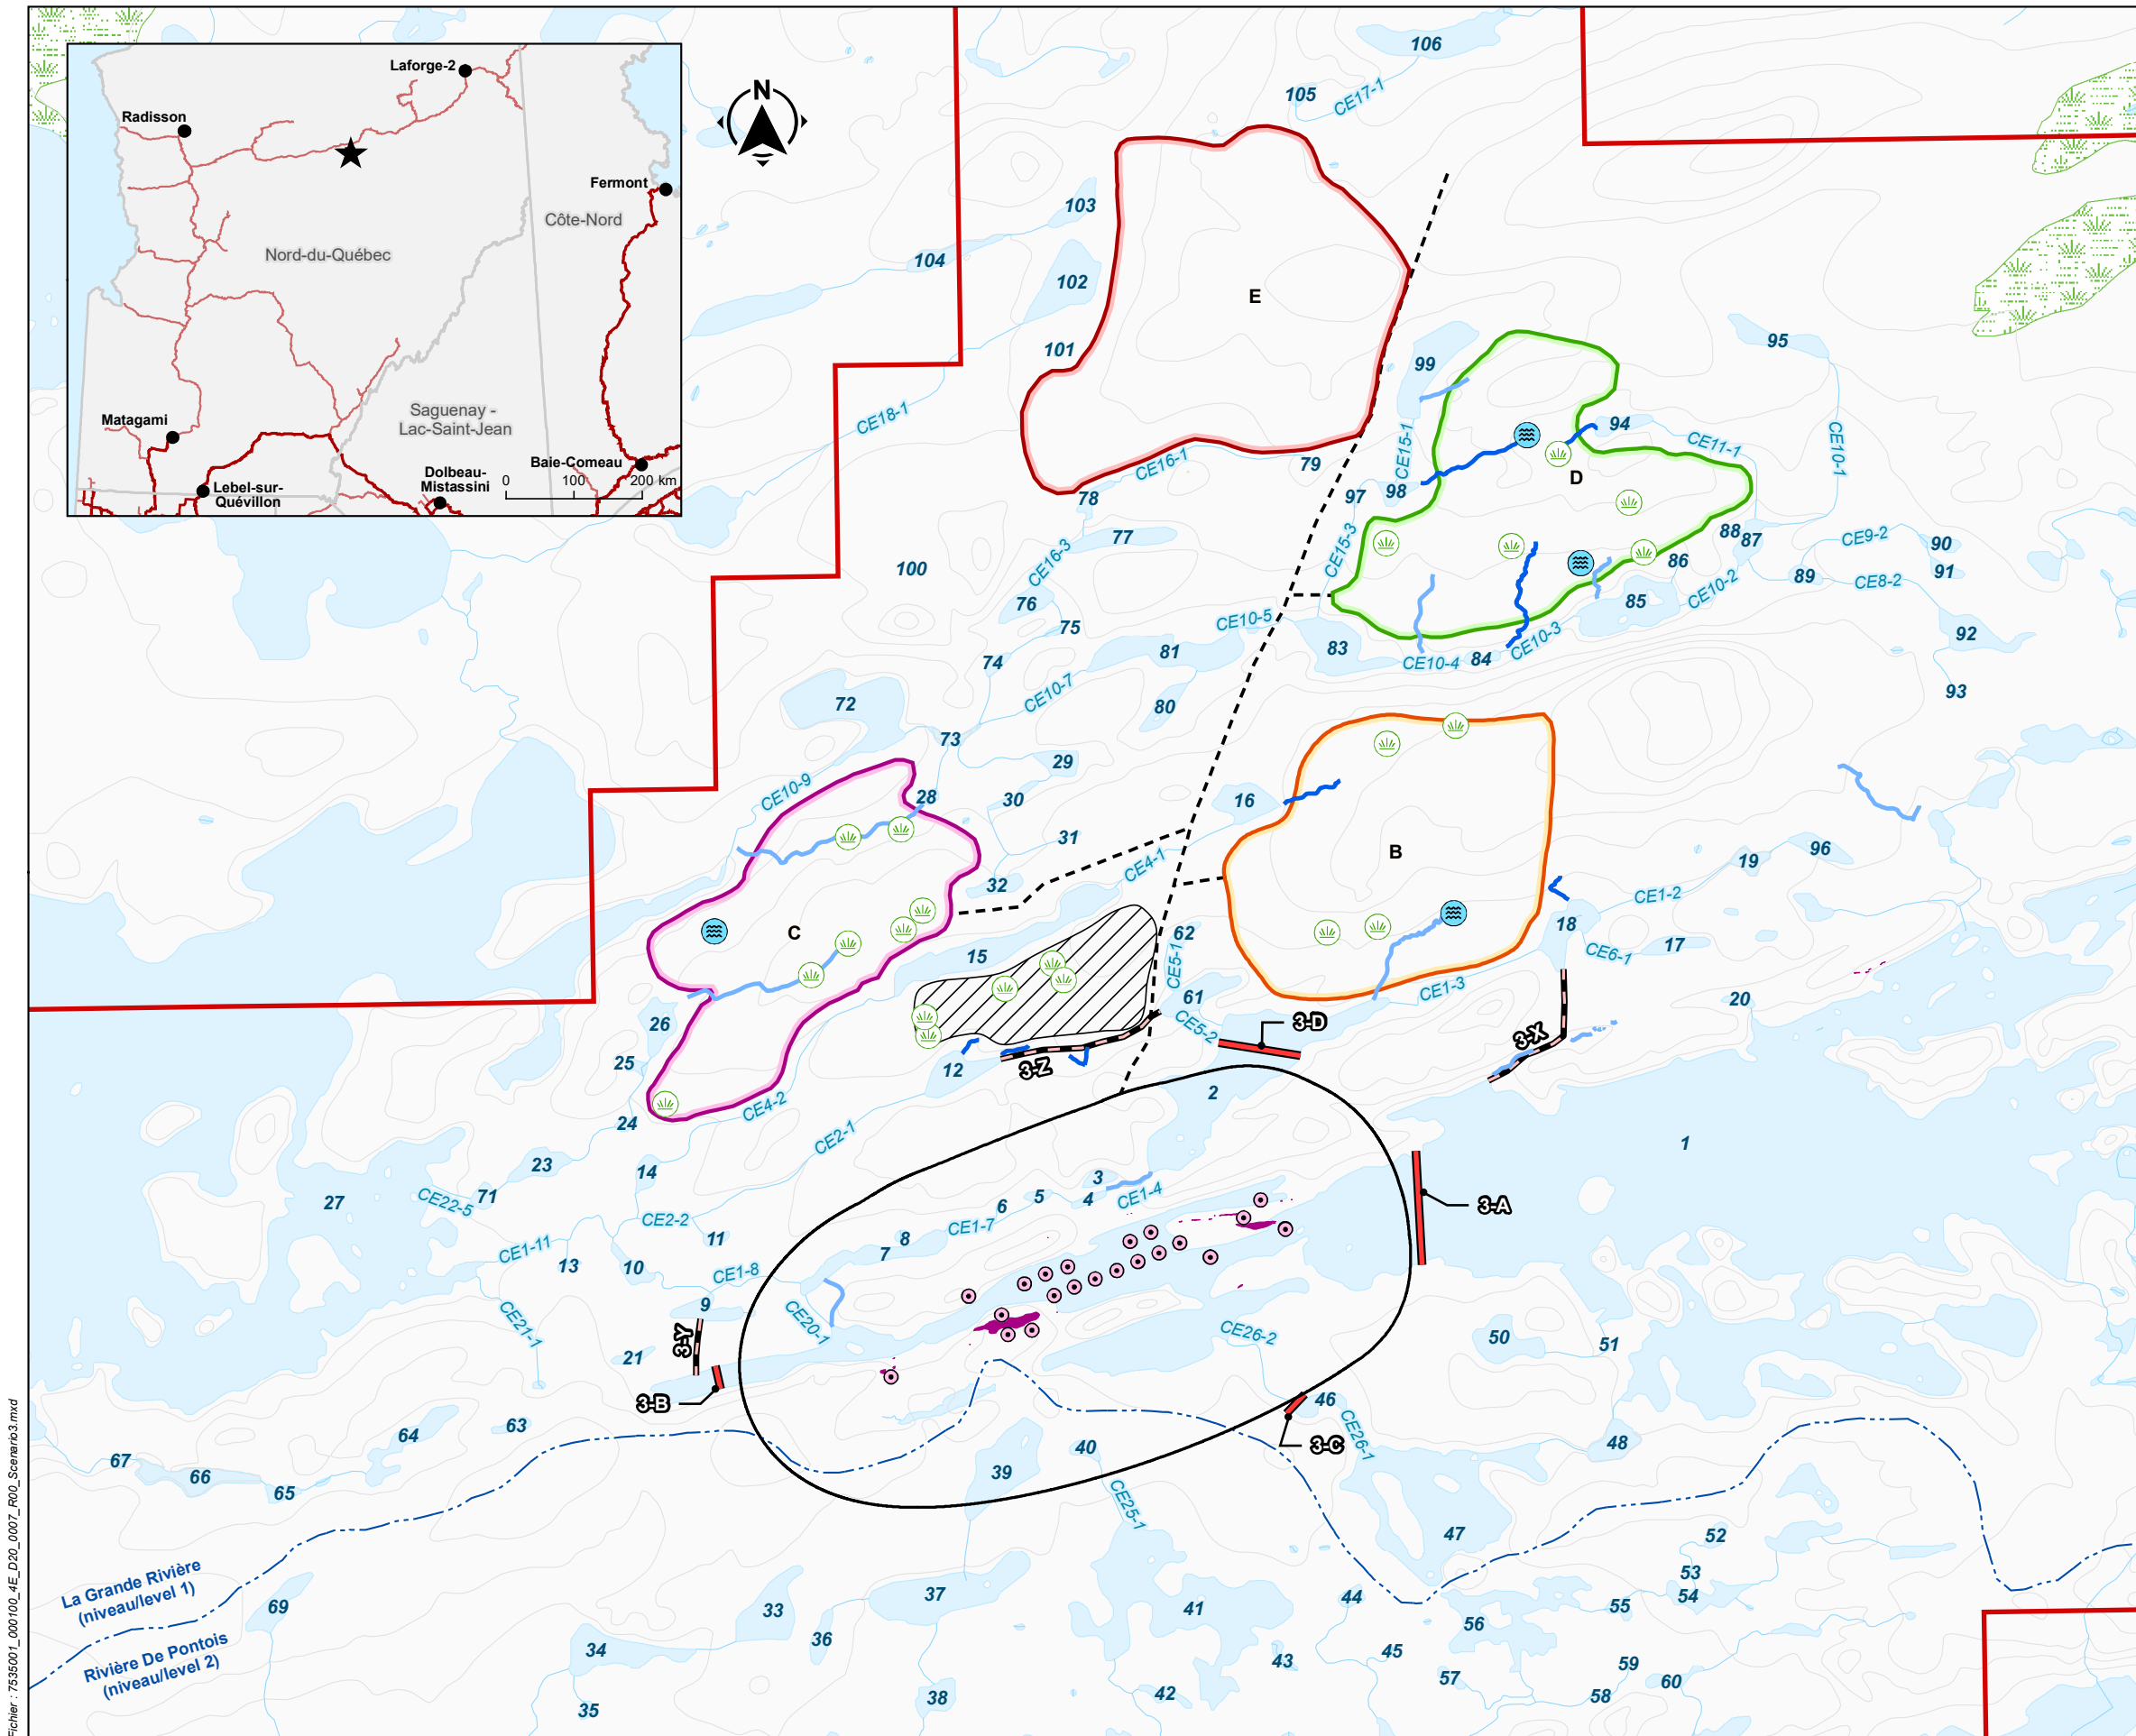 Laforge-2
Radisson
Fermont
Côte-Nord
Nord-du-Québec
Matagami
Saguenay -
Lac-Saint-Jean
Baie-Comeau
Dolbeau-
Mistassini
Lebel-sur-
Quévillon
0 100 200 km
N
106
105
CE17-1
103
104
102
E
101
99
95
CE18-1
94
CE15-1
CE11-1
CE10-1
CE16-1
79
D
78
97
98
77
88
87
CE9-2
90
CE15-3
100
CE16-3
86
89
91
CE8-2
76
85
CE10-2
75
CE10-5
92
83
CE10-3
81
74
CE10-4
84
CE10-7
93
72
80
73
29
CE10-9
28
30
16
31
B
96
19
CE4-1
32
CE1-2
C
62
18
15
CE5-1
CE6-1
17
CE1-3
61
20
26
CE5-2
3-D
3-X
25
12
3-Z
2
CE4-2
24
CE2-1
1
23
14
3
71
CE22-5
27
5
4
CE1-4
6
3-A
CE2-2
CE1-7
11
8
7
CE1-11
13
10
CE1-8
9
CE20-1
CE21-1
3-Y
CE26-2
50
51
21
3-B
46
63
64
CE26-1
3-C
40
48
67
66
65
39
CE25-1
47
52
La Grande Rivière
(niveau/level 1)
53
54
37
44
69
33
41
55
56
Rivière De Pontois
(niveau/level 2)
36
34
45
43
59
57
60
42
38
58
35
Fichier : 7535001_000100_4E_D20_0007_R00_Scenario3.mxd